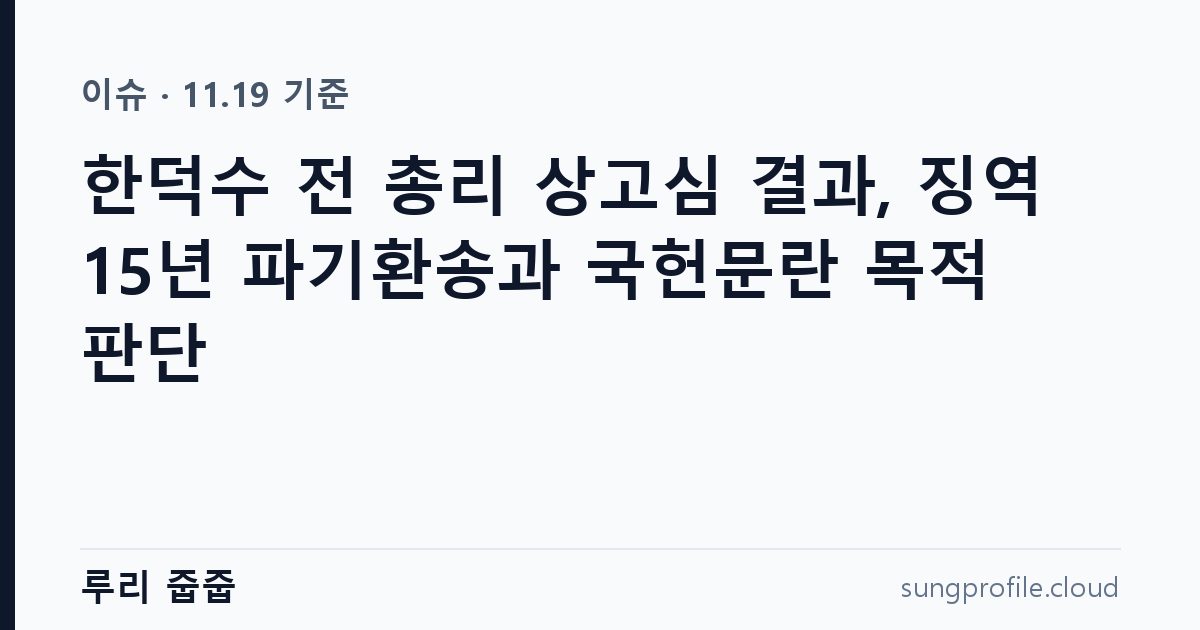 이슈 · 11.19 기준
한덕수 전 총리 상고심 결과, 징역
15년 파기환송과 국헌문란 목적
판단
루리 줍줍
sungprofile.cloud